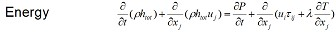 Energy ∂/∂t (ρh_tot) + ∂/∂x_j (ρh_tot u_j) = ∂P/∂t + ∂/∂x_j (u_i τ_ij + λ ∂T/∂x_j)